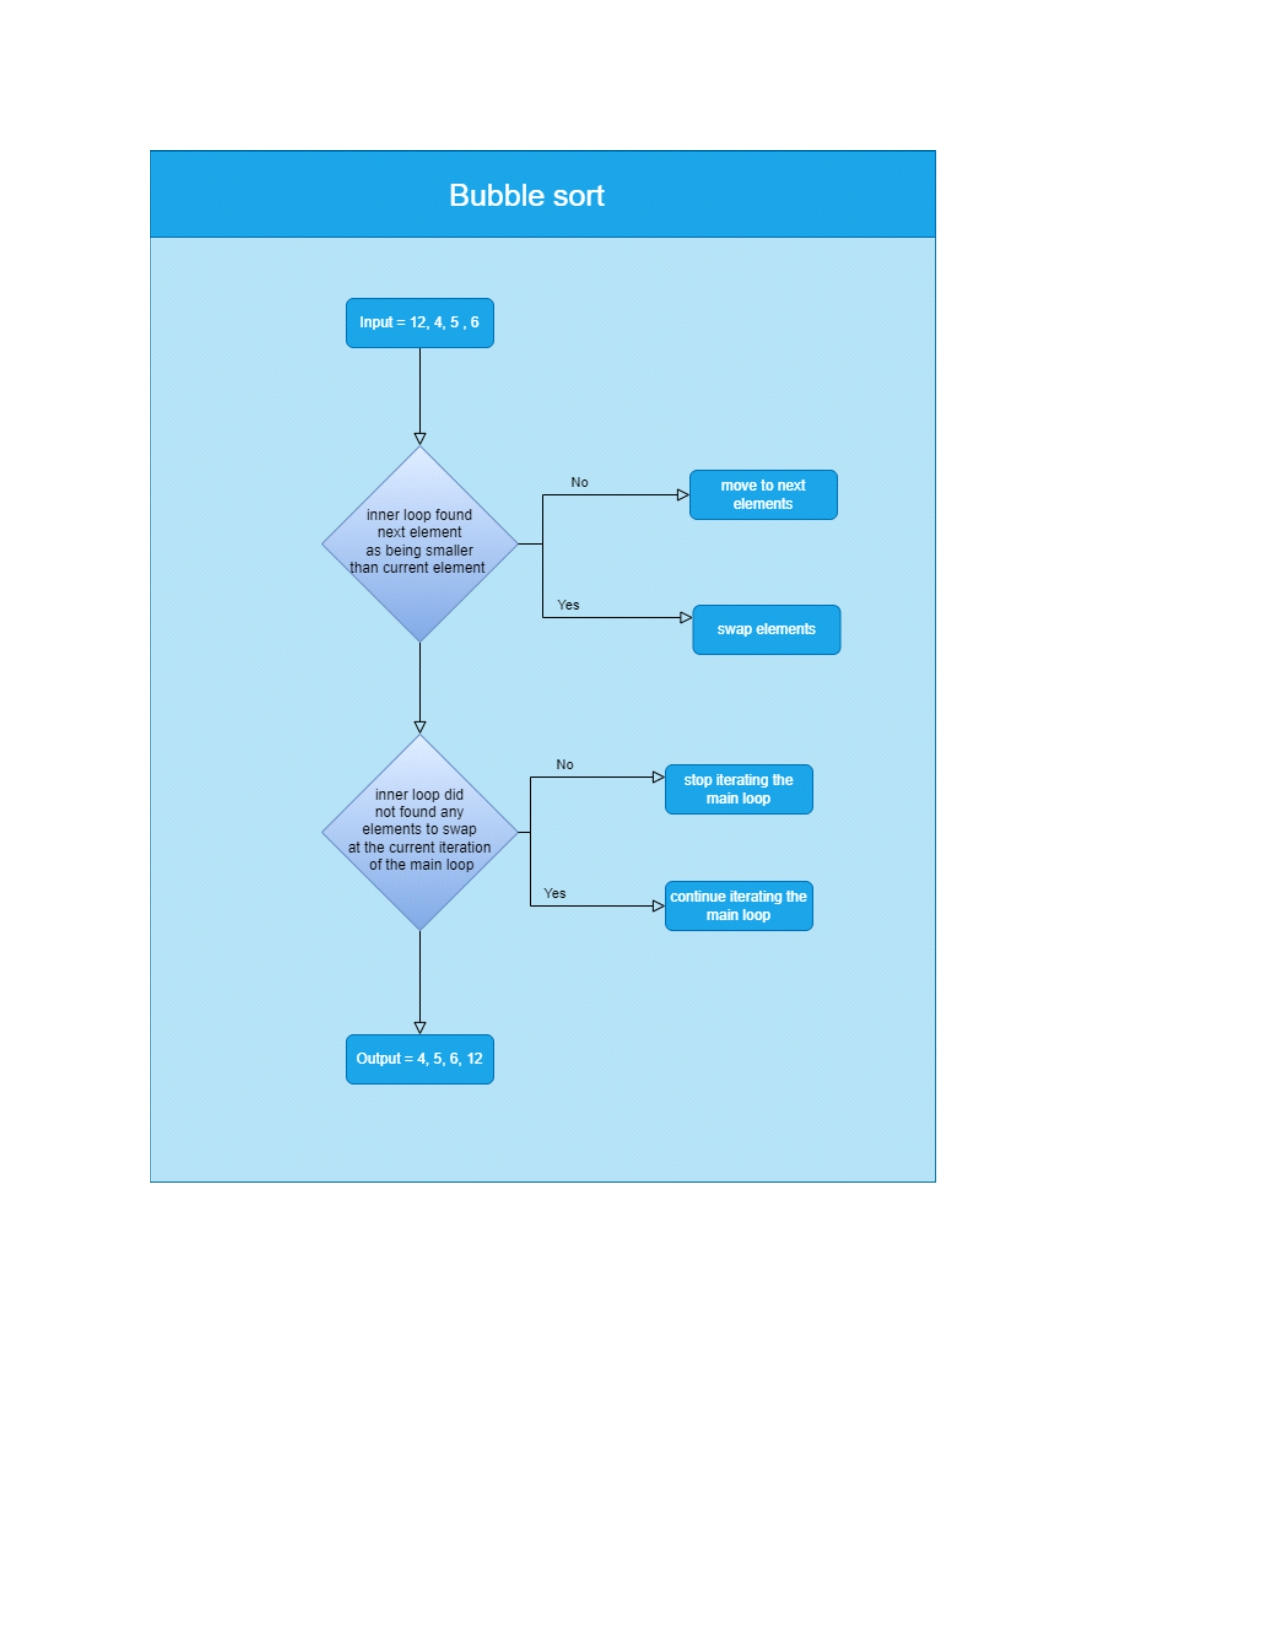 Bubble sort
Input = 12, 4, 5 , 6
inner loop found
next element
as being smaller
than current element
No
move to next
elements
Yes
swap elements
inner loop did
not found any
elements to swap
at the current iteration
of the main loop
No
stop iterating the
main loop
Yes
continue iterating the
main loop
Output = 4, 5, 6, 12